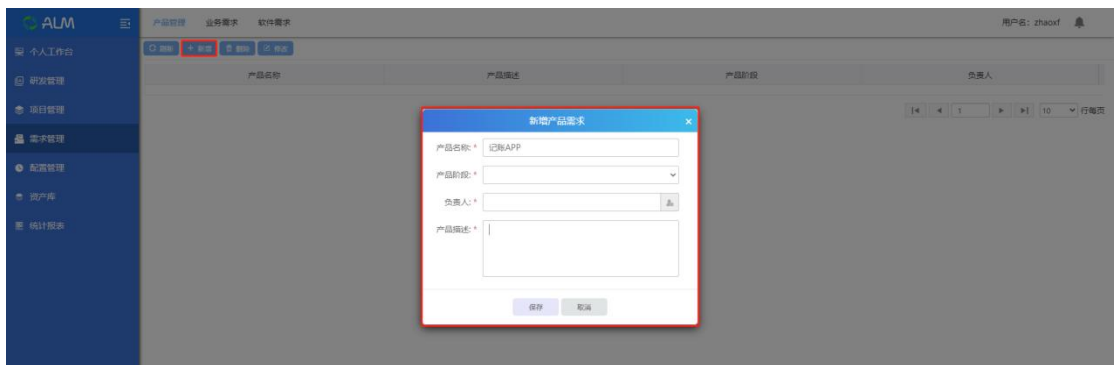 ALM
产品管理 业务需求 软件需求
用户名: zhaoxf
个人工作台
研发管理
项目管理
需求管理
配置管理
资产库
统计报表
刷新 新增 删除 修改
产品名称 产品描述 产品阶段 负责人
1 10 行每页
新增产品需求
产品名称: * 记账APP
产品阶段: *
负责人: *
产品描述: *
保存 取消